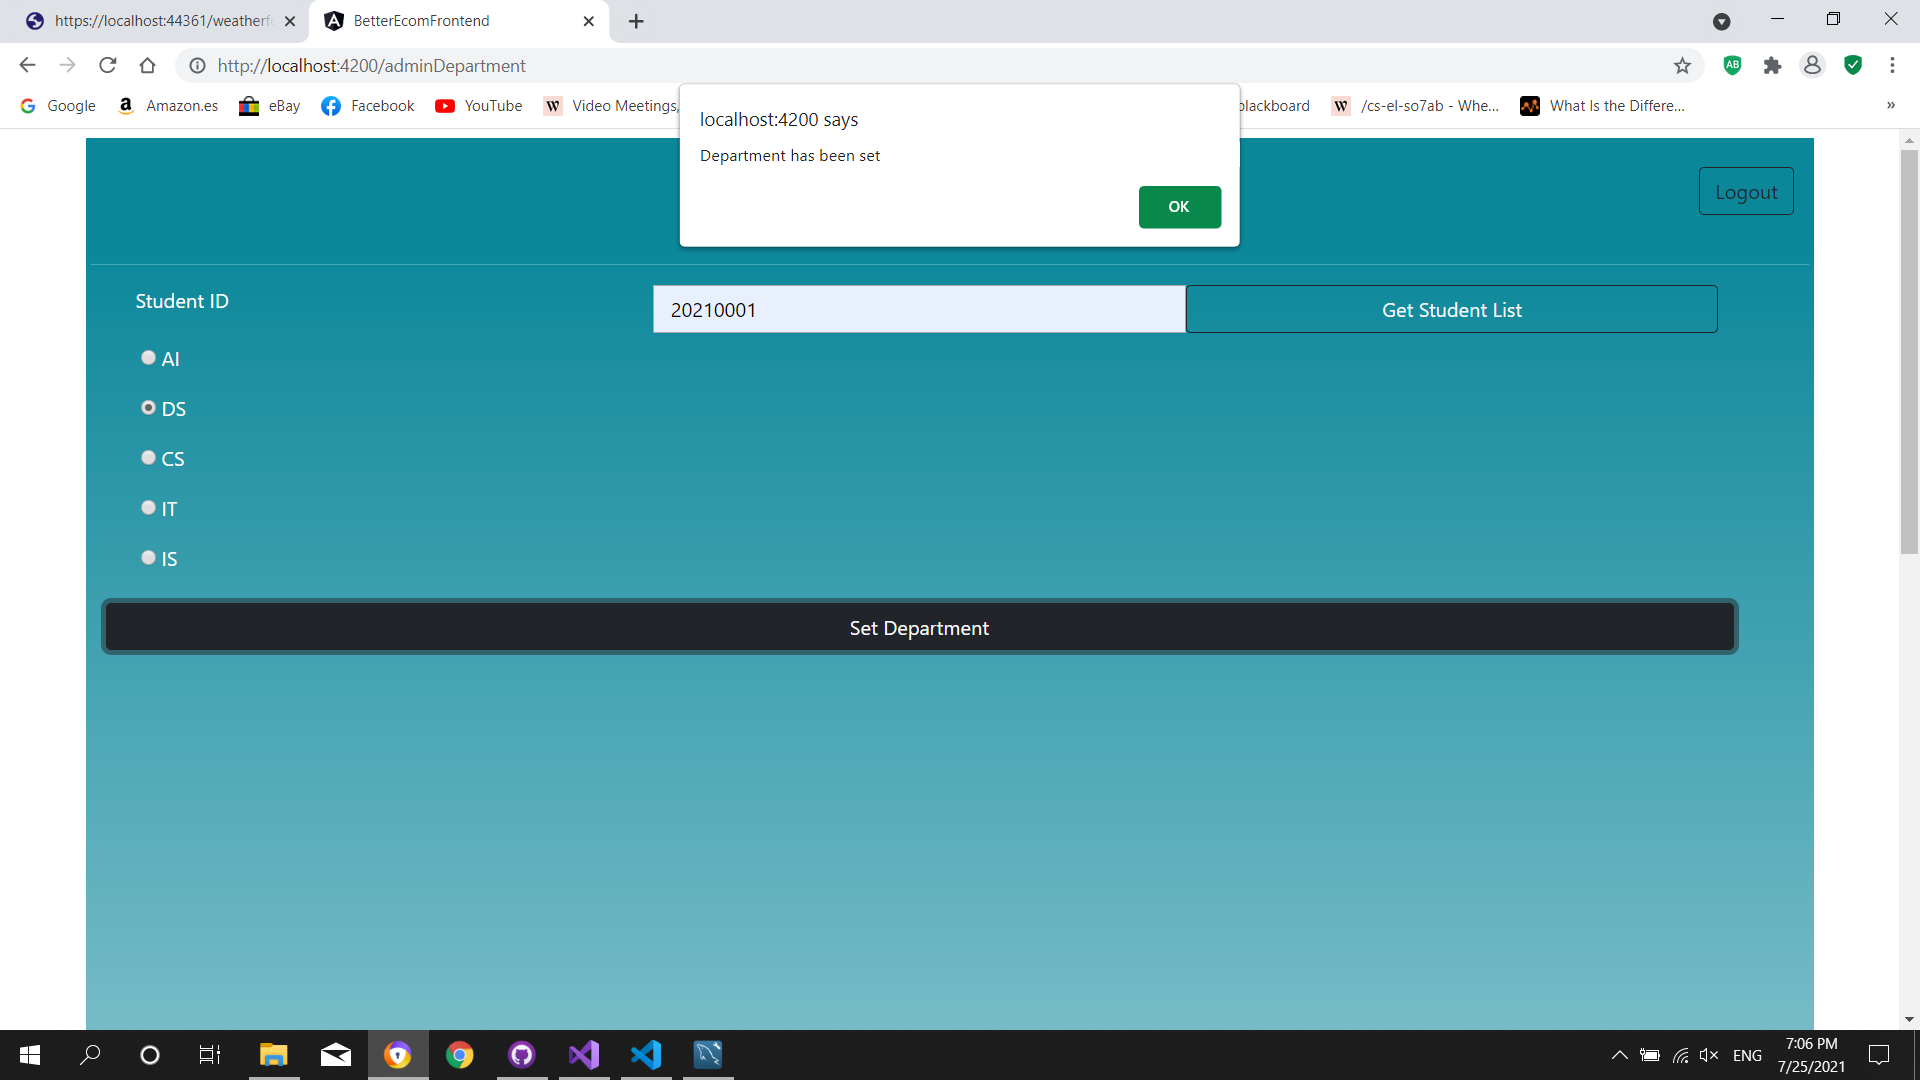 https://localhost:44361/weatherf
BetterEcomFrontend
http://localhost:4200/adminDepartment
AB
Google
Amazon.es
eBay
Facebook
YouTube
Video Meetings,
blackboard
/cs-el-so7ab - Whe...
What Is the Differe...
»
localhost:4200 says
Department has been set
OK
Logout
Student ID
20210001
Get Student List
AI
DS
CS
IT
IS
Set Department
ENG
7:06 PM
7/25/2021